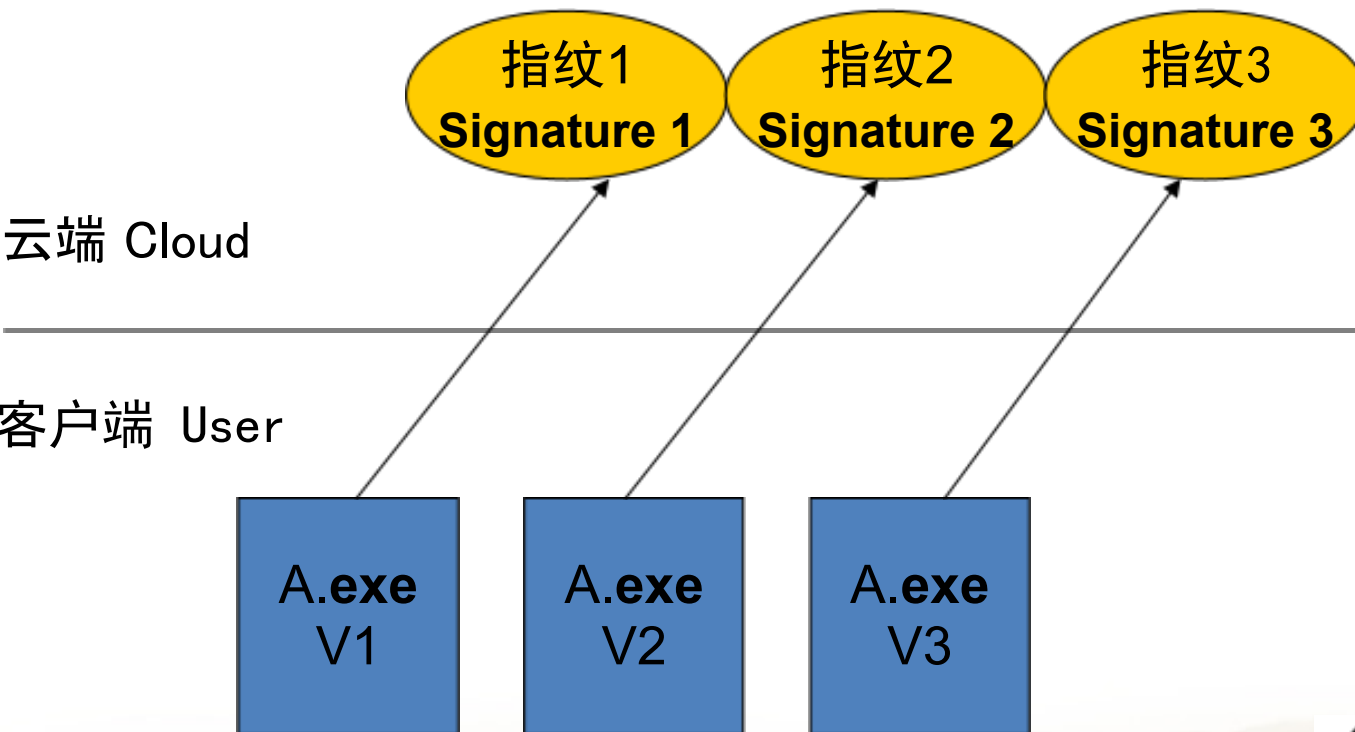 指纹1
Signature 1
指纹2
Signature 2
指纹3
Signature 3
云端 Cloud
客户端 User
A.exe
V1
A.exe
V2
A.exe
V3